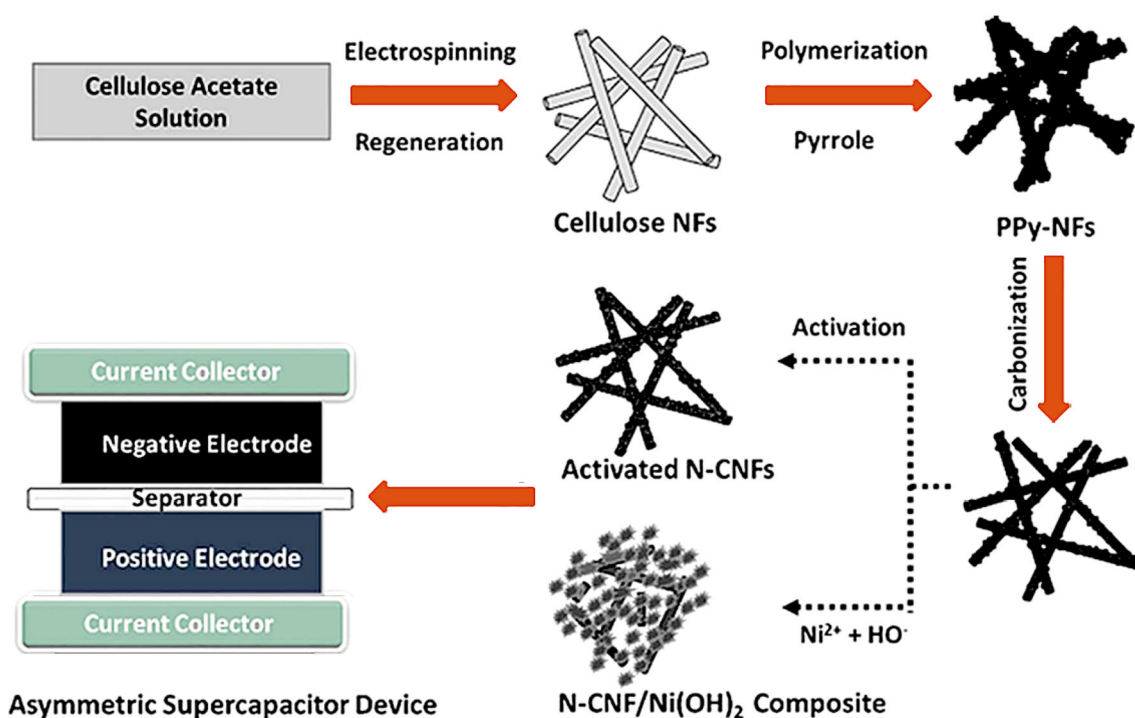 Cellulose Acetate
Solution
Electrospinning
Regeneration
Cellulose NFs
Polymerization
Pyrrole
PPy-NFs
Carbonization
Activation
Activated N-CNFs
Ni²⁺ + HO⁻
N-CNF/Ni(OH)₂ Composite
Current Collector
Negative Electrode
Separator
Positive Electrode
Current Collector
Asymmetric Supercapacitor Device